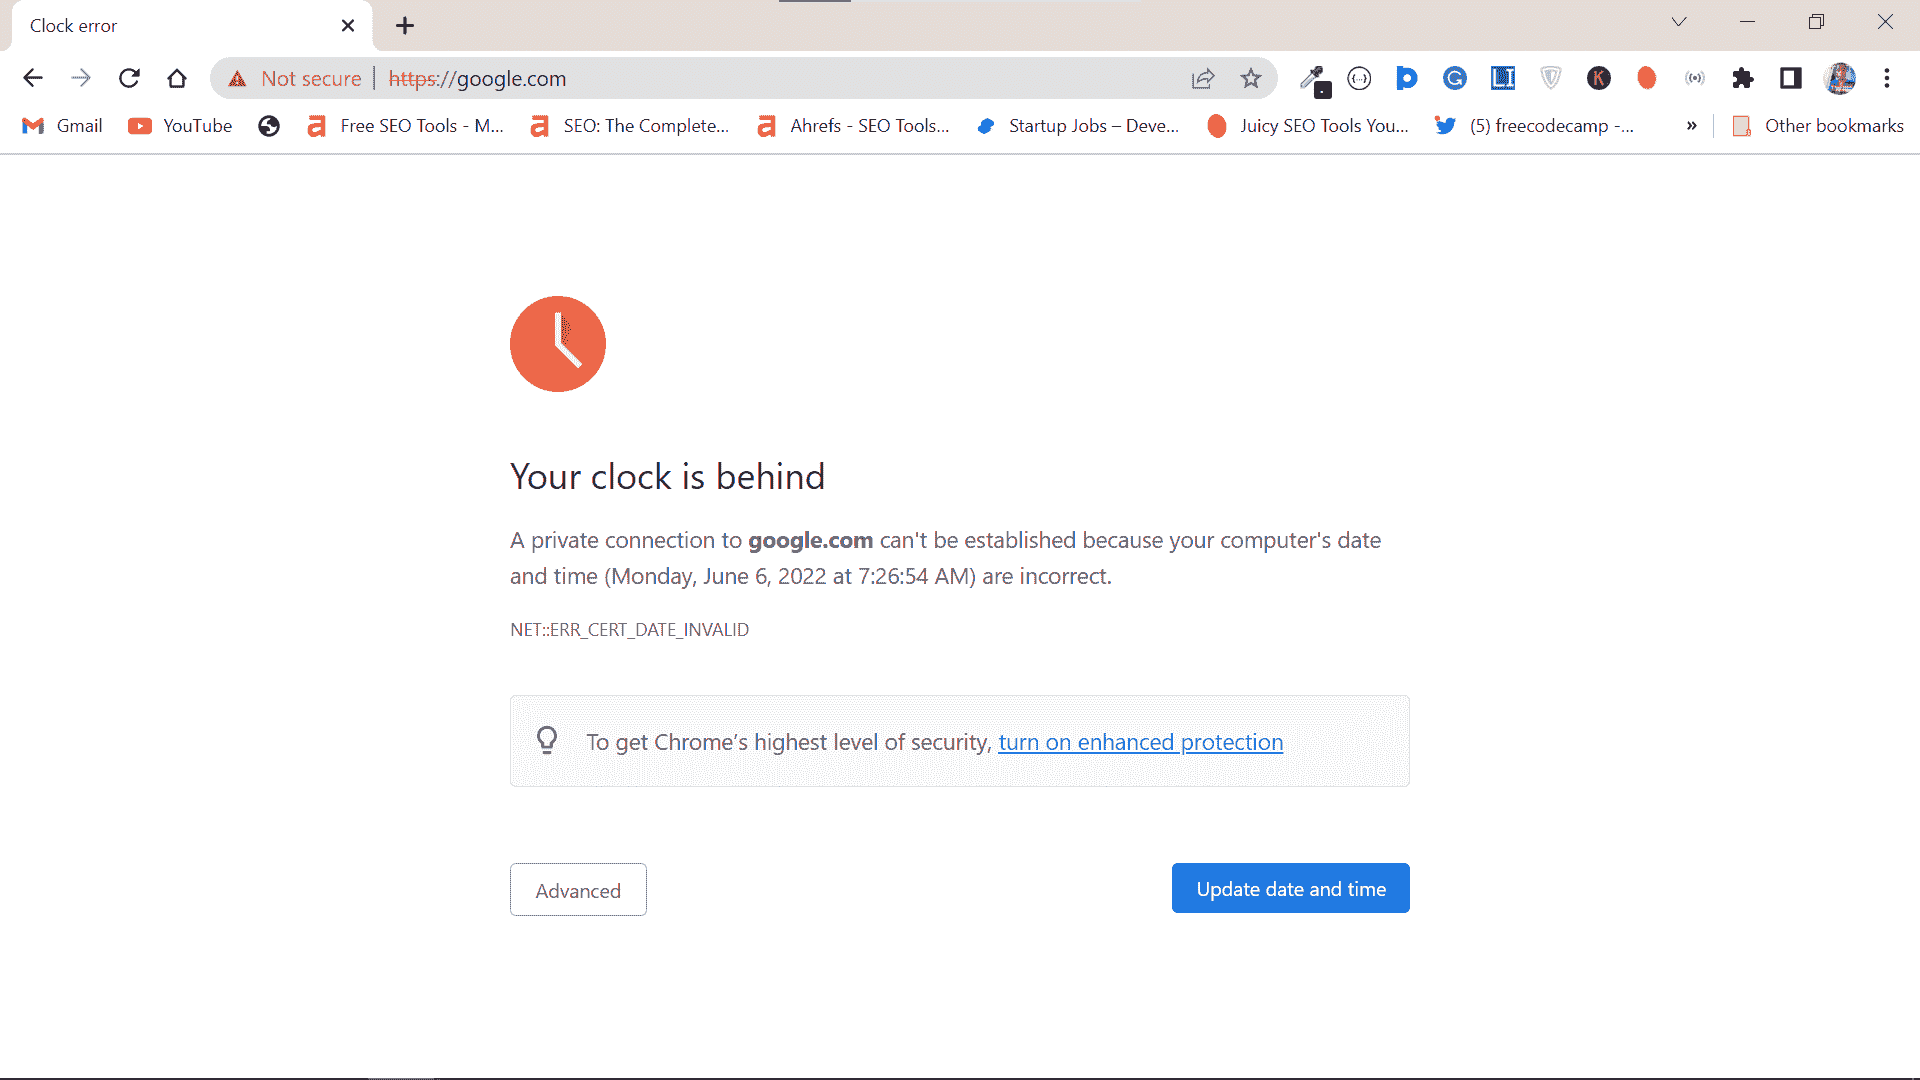 Clock error
Not secure https://google.com
Gmail YouTube Free SEO Tools - M... SEO: The Complete... Ahrefs - SEO Tools... Startup Jobs – Deve... Juicy SEO Tools You... (5) freecodecamp -... » Other bookmarks
Your clock is behind
A private connection to google.com can't be established because your computer's date
and time (Monday, June 6, 2022 at 7:26:54 AM) are incorrect.
NET::ERR_CERT_DATE_INVALID
To get Chrome’s highest level of security, turn on enhanced protection
Advanced
Update date and time